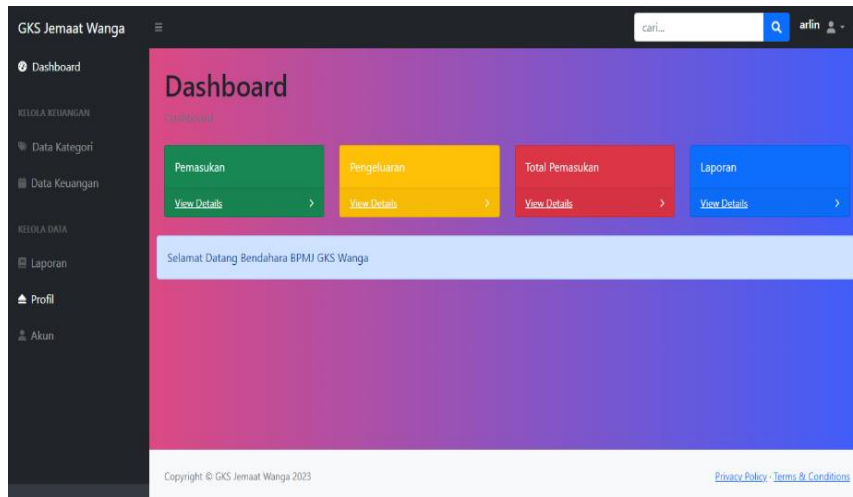 GKS Jemaat Wanga
cari...
arlin
Dashboard
KELOLA KEUANGAN
Data Kategori
Data Keuangan
KELOLA DATA
Laporan
Profil
Akun
Dashboard
Dashboard
Pemasukan
View Details
Pengeluaran
View Details
Total Pemasukan
View Details
Laporan
View Details
Selamat Datang Bendahara BPMJ GKS Wanga
Copyright © GKS Jemaat Wanga 2023
Privacy Policy · Terms & Conditions